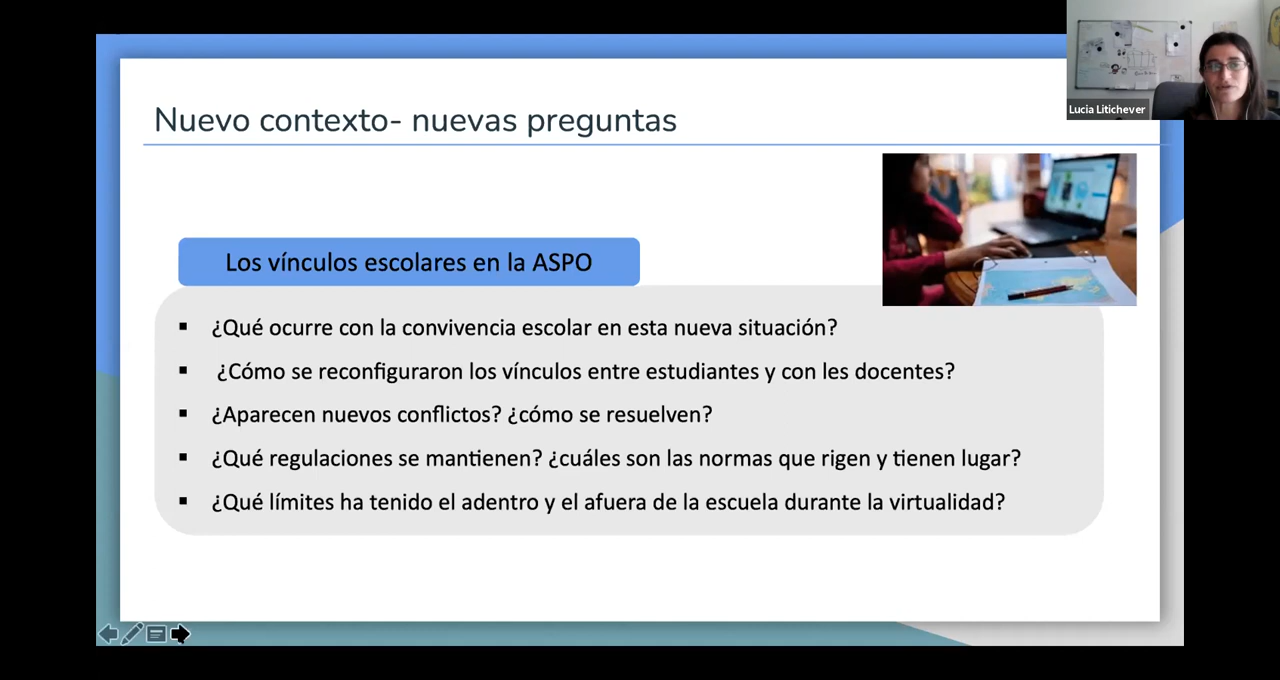 Lucia Litichever
Nuevo contexto- nuevas preguntas
Los vínculos escolares en la ASPO
▪ ¿Qué ocurre con la convivencia escolar en esta nueva situación?
▪ ¿Cómo se reconfiguraron los vínculos entre estudiantes y con les docentes?
▪ ¿Aparecen nuevos conflictos? ¿cómo se resuelven?
▪ ¿Qué regulaciones se mantienen? ¿cuáles son las normas que rigen y tienen lugar?
▪ ¿Qué límites ha tenido el adentro y el afuera de la escuela durante la virtualidad?